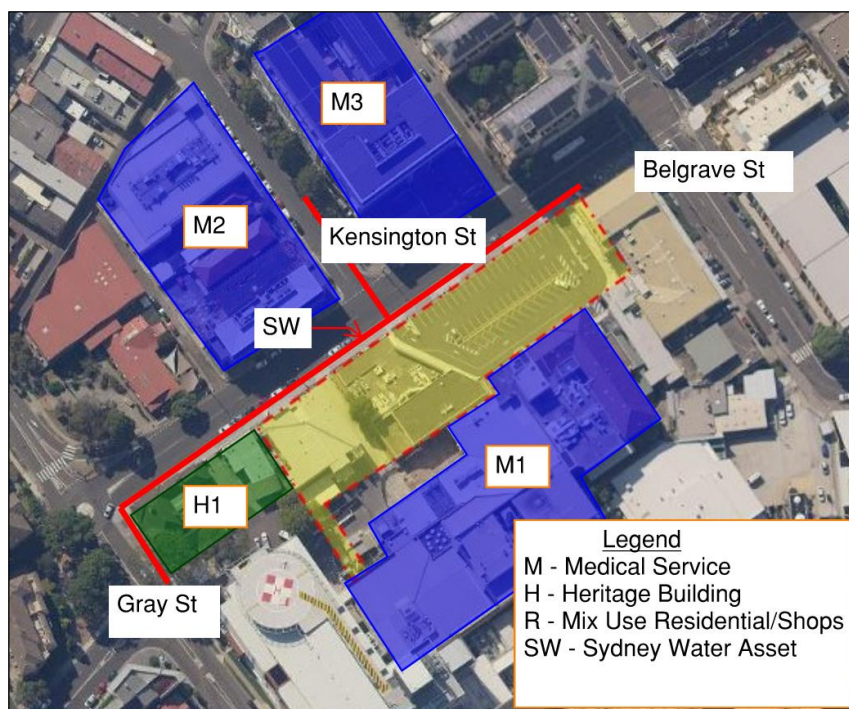 M3
Belgrave St
M2
Kensington St
SW
M1
H1
Gray St
Legend
M - Medical Service
H - Heritage Building
R - Mix Use Residential/Shops
SW - Sydney Water Asset
H